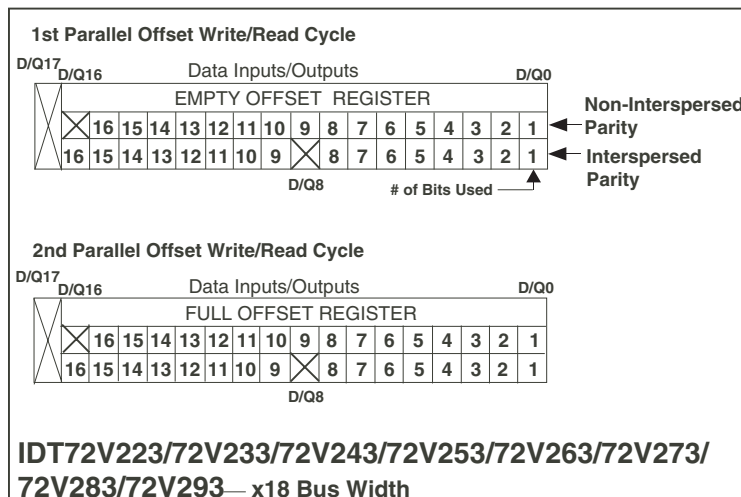 1st Parallel Offset Write/Read Cycle
D/Q17
D/Q16 Data Inputs/Outputs D/Q0
EMPTY OFFSET REGISTER
16 15 14 13 12 11 10 9 8 7 6 5 4 3 2 1
Non-Interspersed
Parity
16 15 14 13 12 11 10 9 8 7 6 5 4 3 2 1
Interspersed
Parity
D/Q8
# of Bits Used
2nd Parallel Offset Write/Read Cycle
D/Q17
D/Q16 Data Inputs/Outputs D/Q0
FULL OFFSET REGISTER
16 15 14 13 12 11 10 9 8 7 6 5 4 3 2 1
16 15 14 13 12 11 10 9 8 7 6 5 4 3 2 1
D/Q8
IDT72V223/72V233/72V243/72V253/72V263/72V273/
72V283/72V293— x18 Bus Width